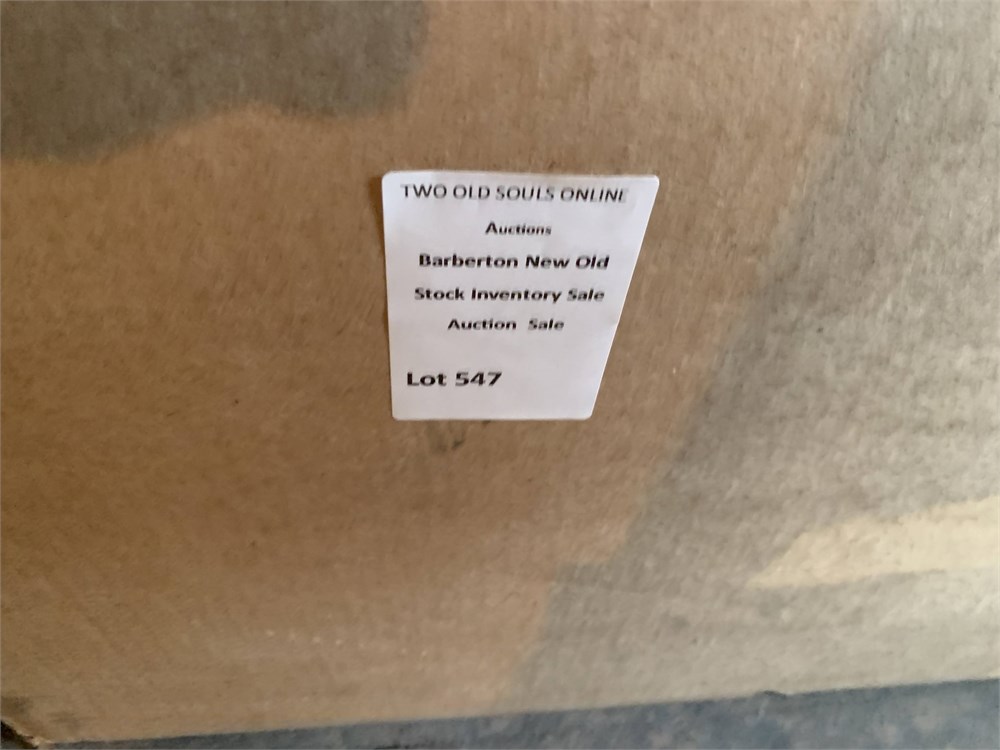 TWO OLD SOULS ONLINE
Auctions
Barberton New Old
Stock Inventory Sale
Auction Sale
Lot 547